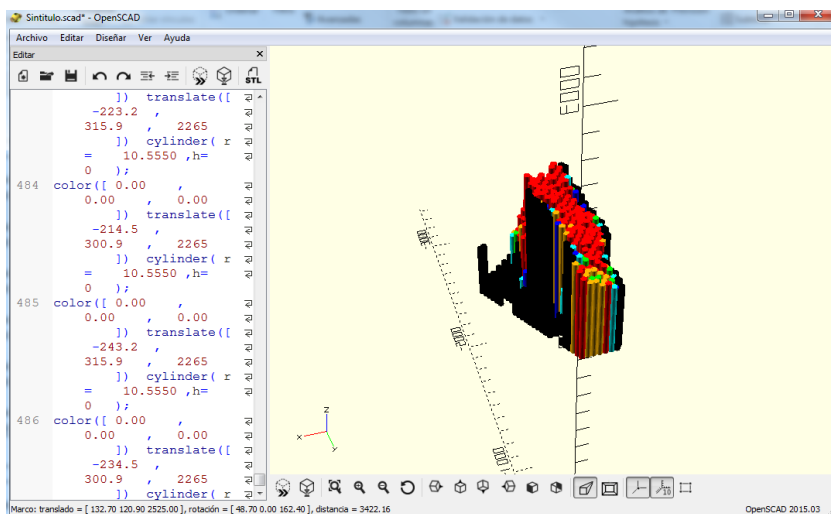 Sintitulo.scad* - OpenSCAD
Archivo Editar Diseñar Ver Ayuda
Editar
STL
]) translate([
-223.2 ,
315.9 , 2265
]) cylinder( r
= 10.5550 ,h=
0 );
484 color([ 0.00 ,
0.00 , 0.00
]) translate([
-214.5 ,
300.9 , 2265
]) cylinder( r
= 10.5550 ,h=
0 );
485 color([ 0.00 ,
0.00 , 0.00
]) translate([
-243.2 ,
315.9 , 2265
]) cylinder( r
= 10.5550 ,h=
0 );
486 color([ 0.00 ,
0.00 , 0.00
]) translate([
-234.5 ,
300.9 , 2265
]) cylinder( r
z
x
y
10
Marco: translado = [ 132.70 120.90 2525.00 ], rotación = [ 48.70 0.00 162.40 ], distancia = 3422.16
OpenSCAD 2015.03